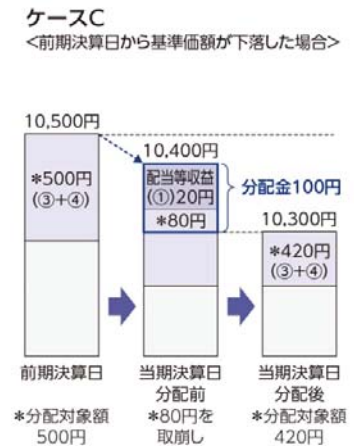 ケースC
<前期決算日から基準価額が下落した場合>
10,500円
*500円
(③+④)
10,400円
配当等収益
(①)20円
*80円
分配金100円
10,300円
*420円
(③+④)
前期決算日
*分配対象額
500円
当期決算日
分配前
*80円を
取崩し
当期決算日
分配後
*分配対象額
420円